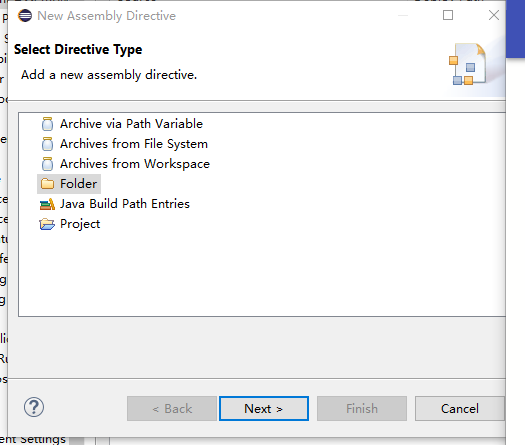 New Assembly Directive
Select Directive Type
Add a new assembly directive.
Archive via Path Variable
Archives from File System
Archives from Workspace
Folder
Java Build Path Entries
Project
?
< Back
Next >
Finish
Cancel
ent Settings